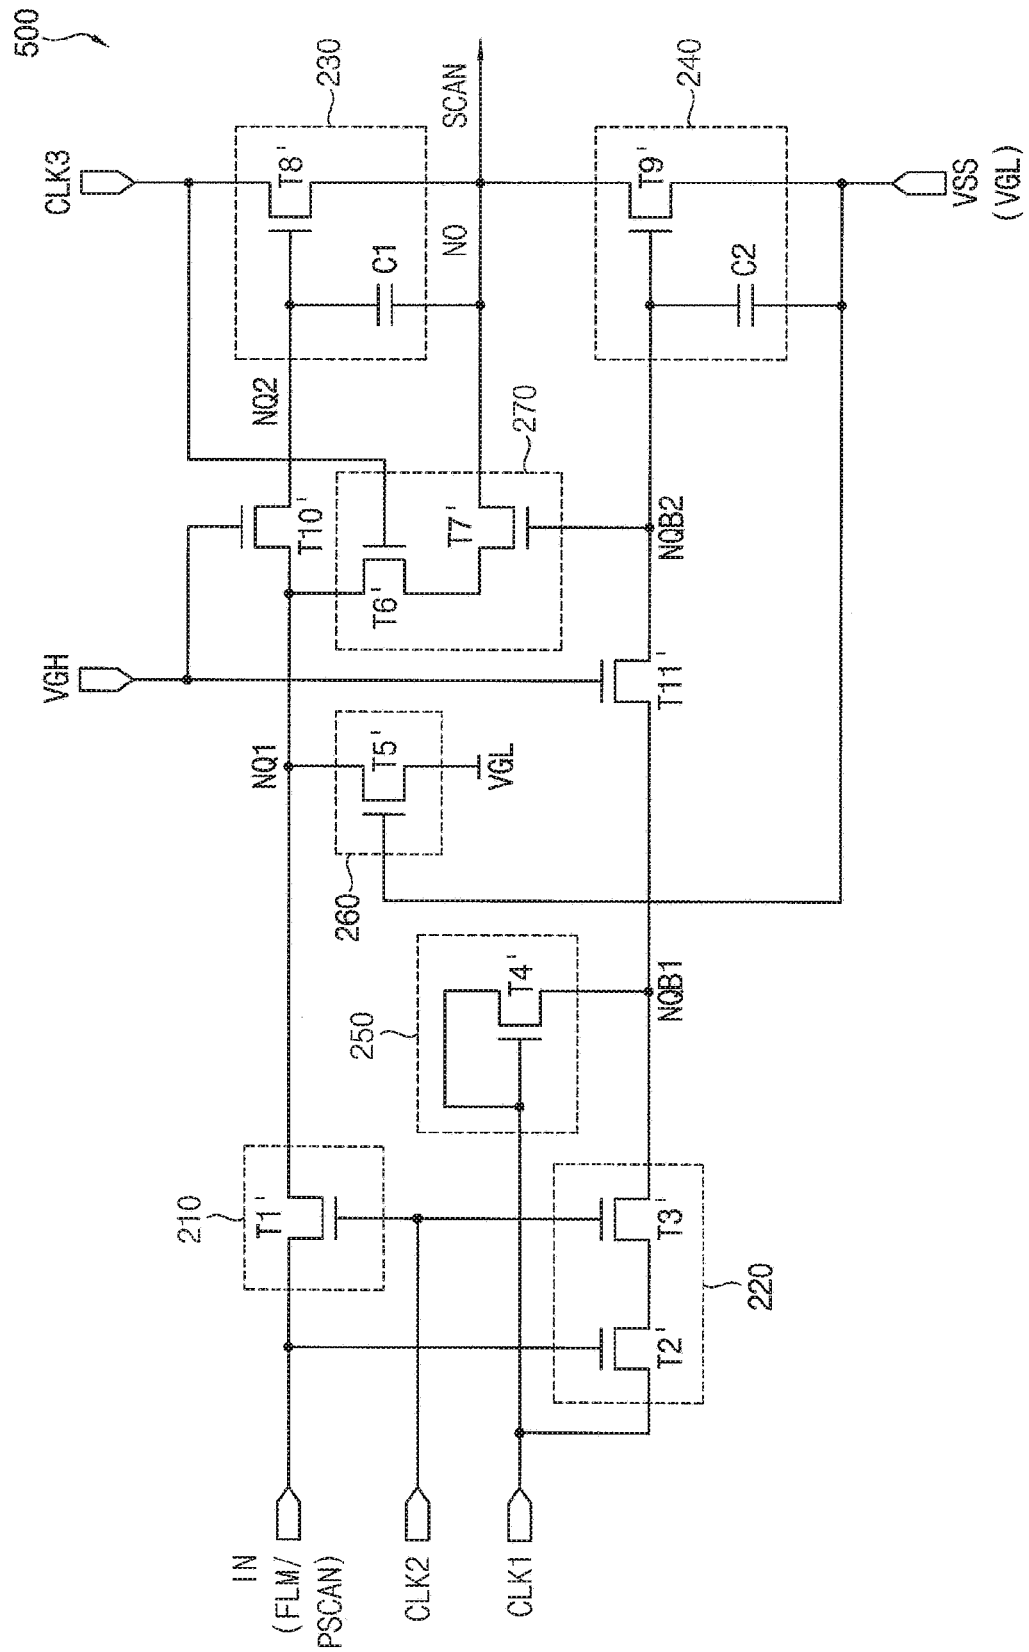 500
CLK3
230
T8'
SCAN
240
T9'
VSS
(VGL)
NO
C1
C2
NQ2
270
T10'
T7'
NQB2
T6'
VGH
T11'
NQ1
T5'
VGL
260
T4'
NQB1
250
210
T1'
T3'
220
T2'
IN
(FLM/
PSCAN)
CLK2
CLK1